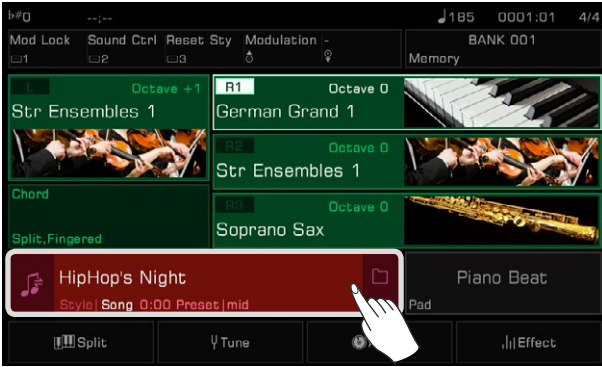 b#0 --;-- 185 0001:01 4/4
Mod Lock Sound Ctrl Reset Sty Modulation - BANK 001
1 2 3 Memory
L Octave +1 R1 Octave 0
Str Ensembles 1 German Grand 1
R2 Octave 0
Str Ensembles 1
Chord R3 Octave 0
Split,Fingered Soprano Sax
HipHop's Night Piano Beat
Style| Song 0:00 Preset|mid Pad
Split Tune Effect